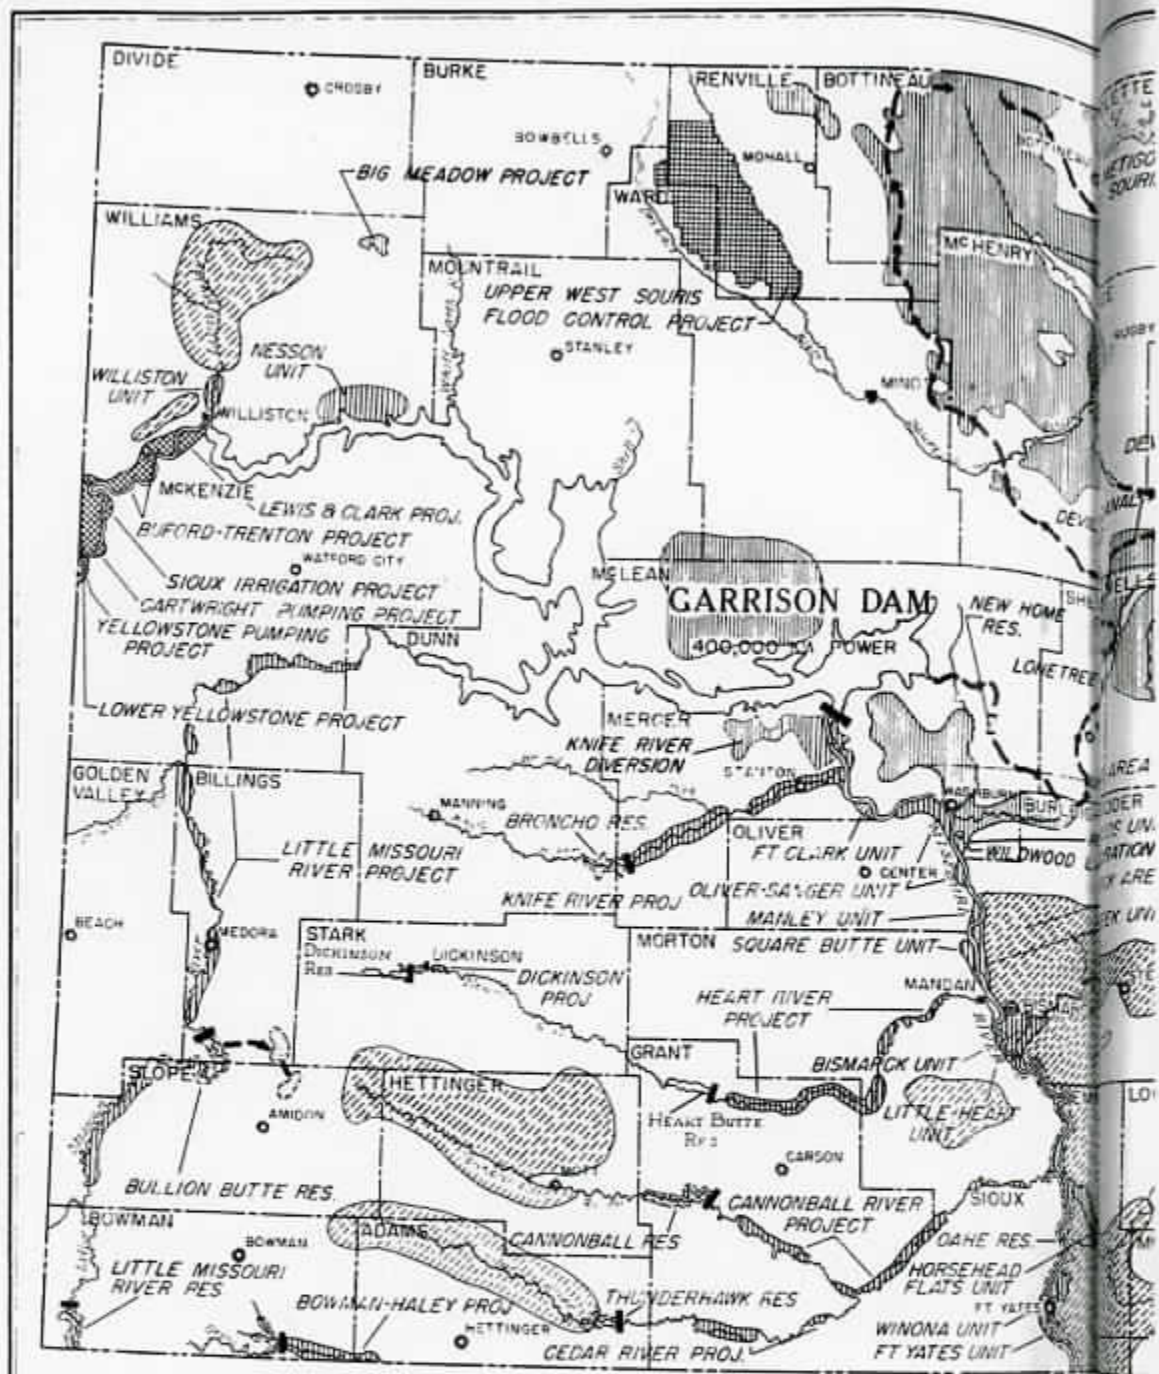 DIVIDE
CROSBY
BURKE
BOWBELLS
RENVILLE
BOTTINEAU
MOHALL
BIG MEADOW PROJECT
WARD
WILLIAMS
MCHENRY
MOUNTRAIL
UPPER WEST SOURIS
FLOOD CONTROL PROJECT
STANLEY
NESSON
UNIT
WILLISTON
UNIT
WILLISTON
MINOT
MCKENZIE
LEWIS & CLARK PROJ.
BUFORD-TRENTON PROJECT
WATFORD CITY
SIOUX IRRIGATION PROJECT
CARTWRIGHT PUMPING PROJECT
YELLOWSTONE PUMPING
PROJECT
MCLEAN
GARRISON DAM
400,000 POWER
NEW HOME
RES.
DUNN
LONETREE
LOWER YELLOWSTONE PROJECT
MERCER
KNIFE RIVER
DIVERSION
STANTON
GOLDEN
VALLEY
BILLINGS
MANNING
BRONCHO RES.
WASHBURN
OLIVER
FT CLARK UNIT
WILDWOOD
CENTER
LITTLE MISSOURI
RIVER PROJECT
KNIFE RIVER PROJ
OLIVER-SANGER UNIT
MANLEY UNIT
BEACH
MEDORA
STARK
DICKINSON
RES
DICKINSON
DICKINSON
PROJ
MORTON
SQUARE BUTTE UNIT
MANDAN
HEART RIVER
PROJECT
GRANT
BISMARCK UNIT
SLOPE
HETTINGER
AMIDON
HEART BUTTE
RES
LITTLE-HEART
UNIT
CARSON
MOTT
BULLION BUTTE RES.
CANNONBALL RIVER
PROJECT
SIOUX
BOWMAN
BOWMAN
ADAMS
CANNONBALL RES
OAHE RES.
HORSEHEAD
FLATS UNIT
LITTLE MISSOURI
RIVER RES
BOWMAN-HALEY PROJ
THUNDERHAWK RES
FT YATES
HETTINGER
WINONA UNIT
CEDAR RIVER PROJ.
FT YATES UNIT